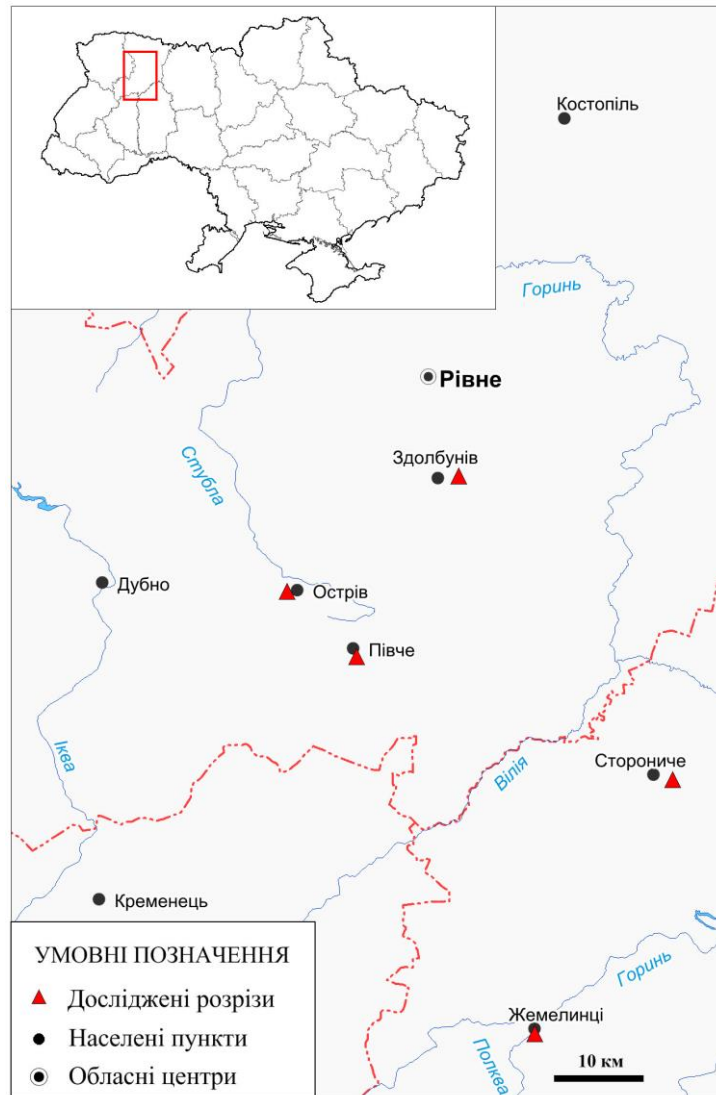 Костопіль
Горинь
Рівне
Здолбунів
Стубла
Дубно
Острів
Півче
Іква
Вілія
Сторониче
Кременець
Горинь
Жемелинці
Полква
10 км
УМОВНІ ПОЗНАЧЕННЯ
Досліджені розрізи
Населені пункти
Обласні центри